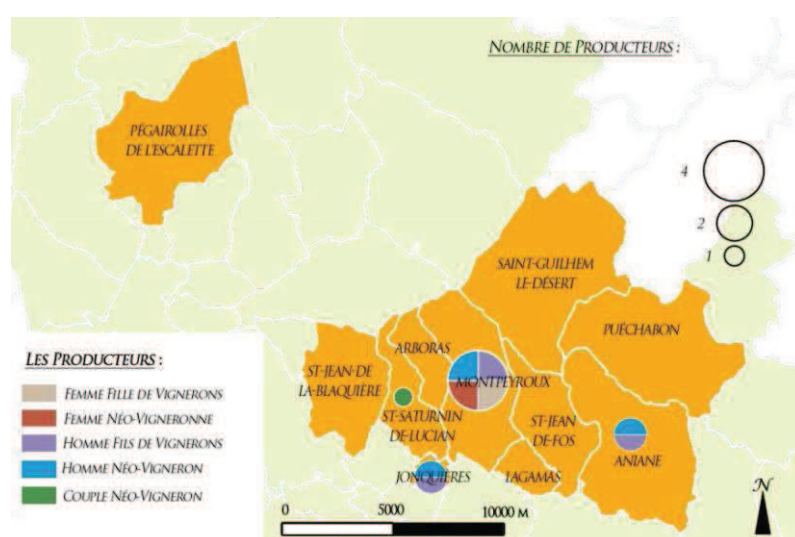 NOMBRE DE PRODUCTEURS :
4
2
1
PÉGAIROLLES
DE L'ESCALETTE
SAINT-GUILHEM
LE-DÉSERT
PUÉCHABON
ARBORAS
ST-JEAN-DE
LA-BLAQUIÈRE
MONTPEYROUX
ST-SATURNIN
DE-LUCIAN
ST-JEAN
DE-FOS
ANIANE
JONQUIÈRES
LAGAMAS
LES PRODUCTEURS :
FEMME FILLE DE VIGNERONS
FEMME NÉO-VIGNERONNE
HOMME FILS DE VIGNERONS
HOMME NÉO-VIGNERON
COUPLE NÉO-VIGNERON
0 5000 10000 M
N